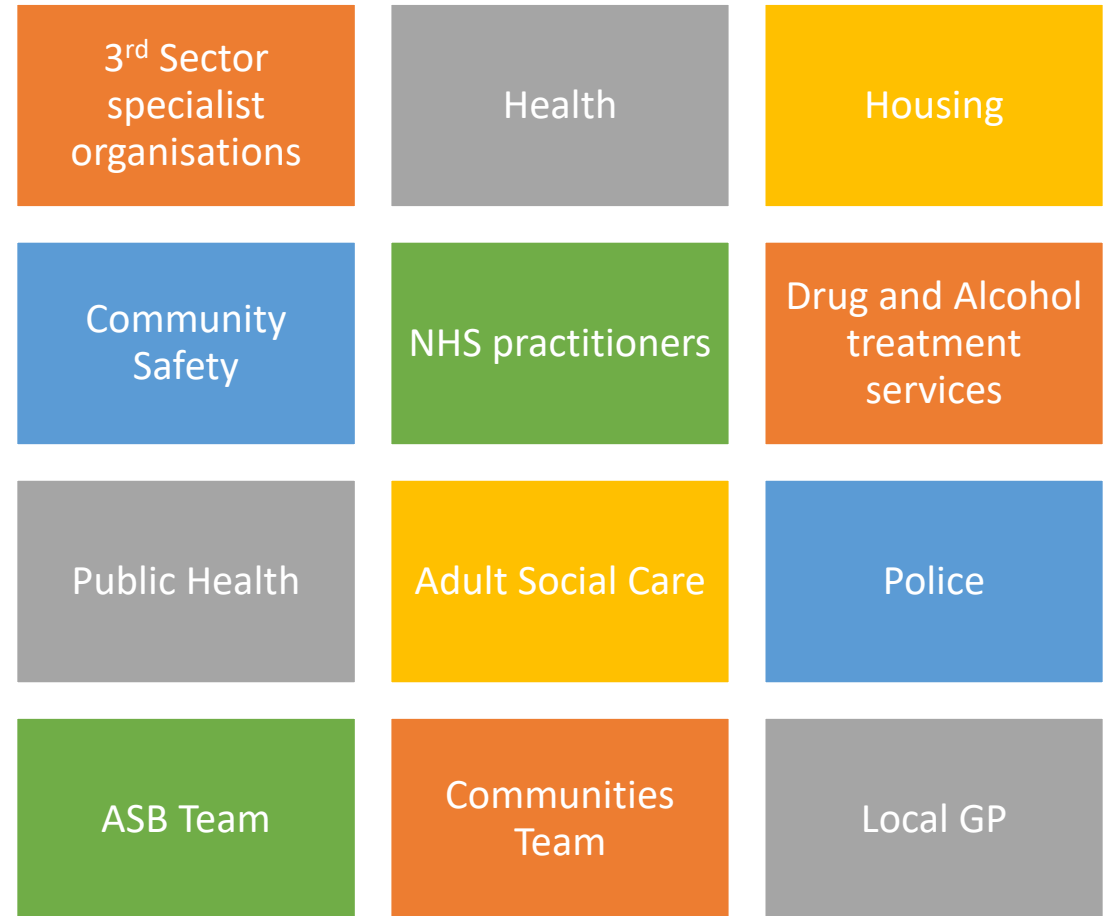 3rd Sector
specialist
organisations
Health
Housing
Community
Safety
NHS practitioners
Drug and Alcohol
treatment
services
Public Health
Adult Social Care
Police
ASB Team
Communities
Team
Local GP